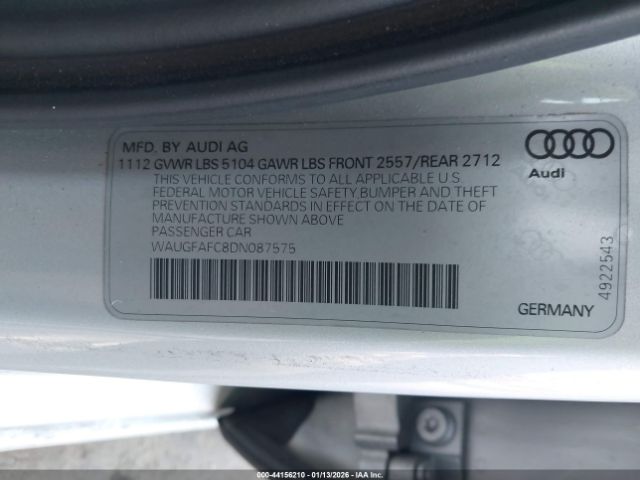 MFD. BY AUDI AG
1112 GVWR LBS 5104 GAWR LBS FRONT 2557/REAR 2712
THIS VEHICLE CONFORMS TO ALL APPLICABLE U.S.
FEDERAL MOTOR VEHICLE SAFETY,BUMPER AND THEFT
PREVENTION STANDARDS IN EFFECT ON THE DATE OF
MANUFACTURE SHOWN ABOVE
PASSENGER CAR
WAUGFAFC8DN087575
Audi
4922543
GERMANY
000-44156210 - 01/13/2026 - IAAI.com